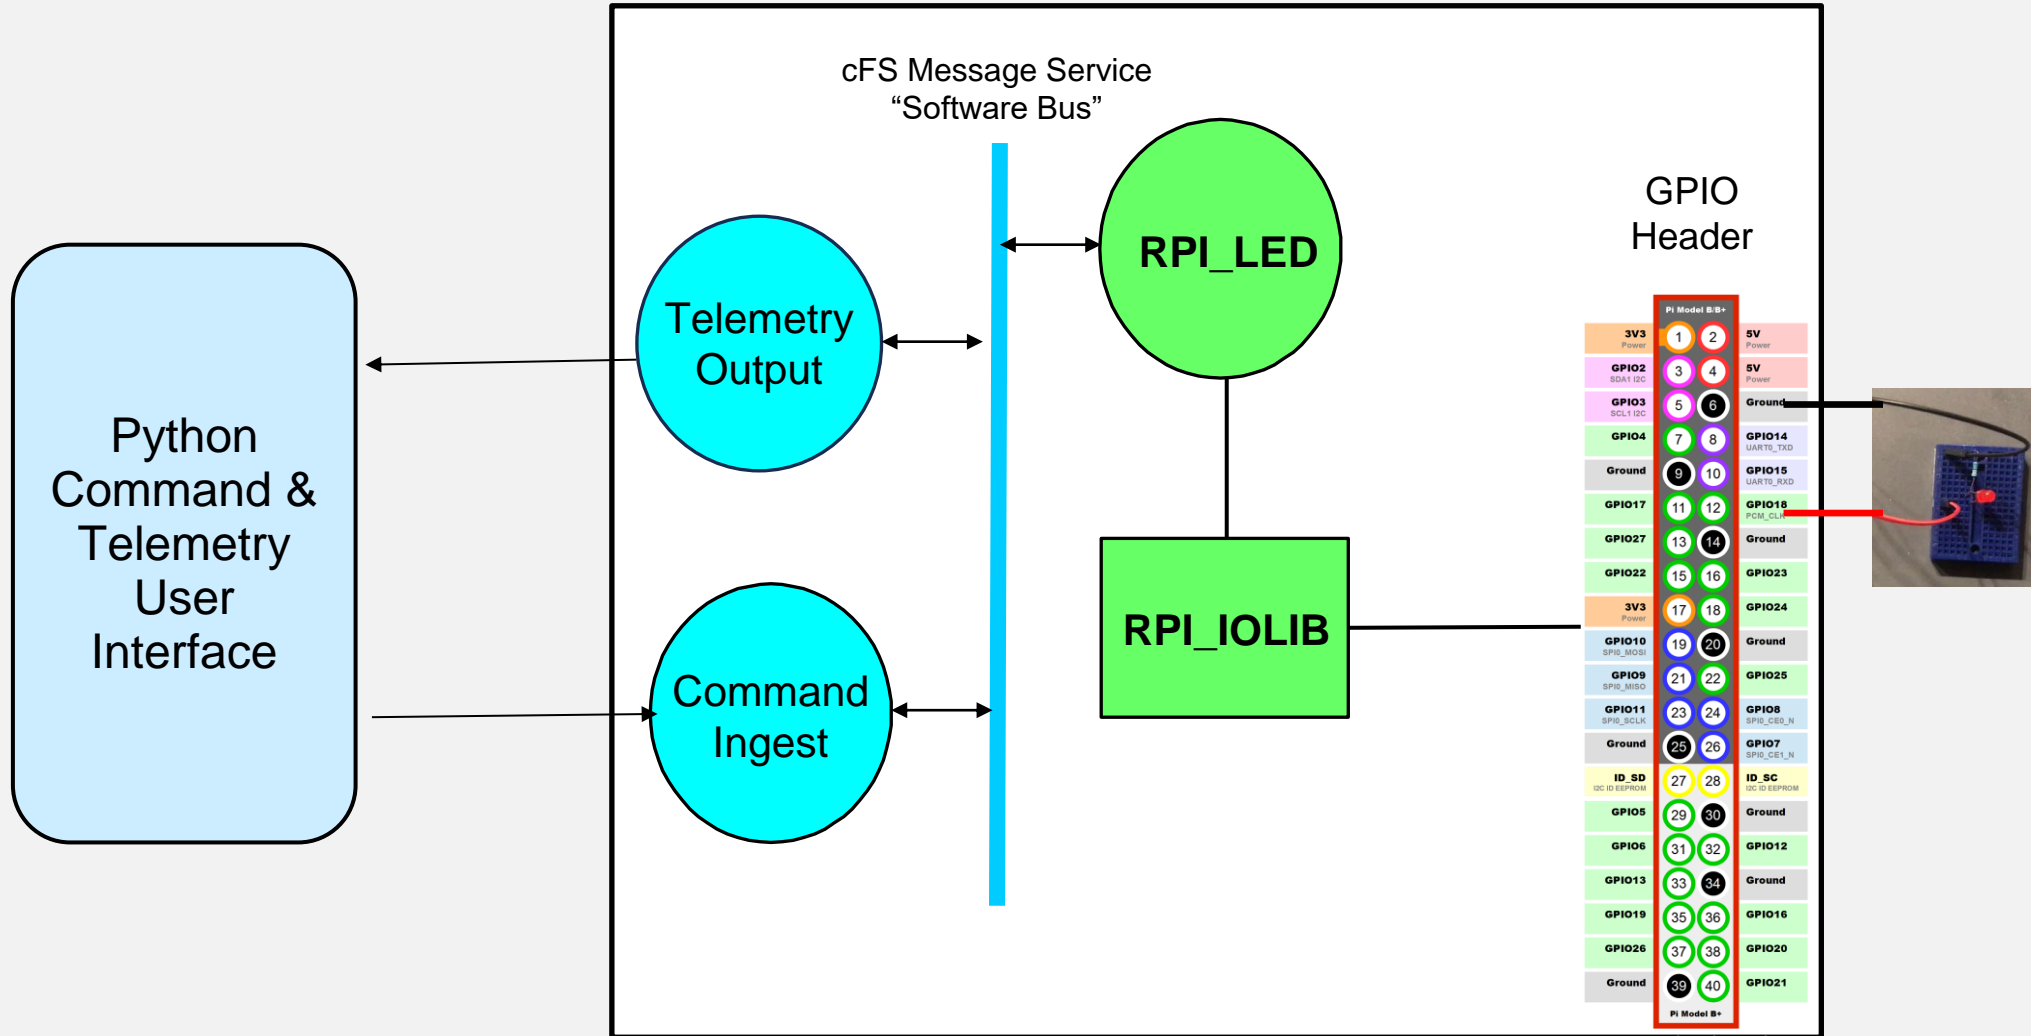 cFS Message Service
“Software Bus”
Python
Command &
Telemetry
User
Interface
Telemetry
Output
Command
Ingest
RPI_LED
RPI_IOLIB
GPIO
Header
Pi Model B/B+
3V3 1 2 5V
Power Power
GPIO2 3 4 5V
SDA1 I2C Power
GPIO3 5 6 Ground
SCL1 I2C
GPIO4 7 8 GPIO14
UART0_TXD
Ground 9 10 GPIO15
UART0_RXD
GPIO17 11 12 GPIO18
PCM_CLK
GPIO27 13 14 Ground
GPIO22 15 16 GPIO23
3V3 17 18 GPIO24
Power
GPIO10 19 20 Ground
SPI0_MOSI
GPIO9 21 22 GPIO25
SPI0_MISO
GPIO11 23 24 GPIO8
SPI0_SCLK SPI0_CE0_N
Ground 25 26 GPIO7
SPI0_CE1_N
ID_SD 27 28 ID_SC
I2C ID EEPROM I2C ID EEPROM
GPIO5 29 30 Ground
GPIO6 31 32 GPIO12
GPIO13 33 34 Ground
GPIO19 35 36 GPIO16
GPIO26 37 38 GPIO20
Ground 39 40 GPIO21
Pi Model B+